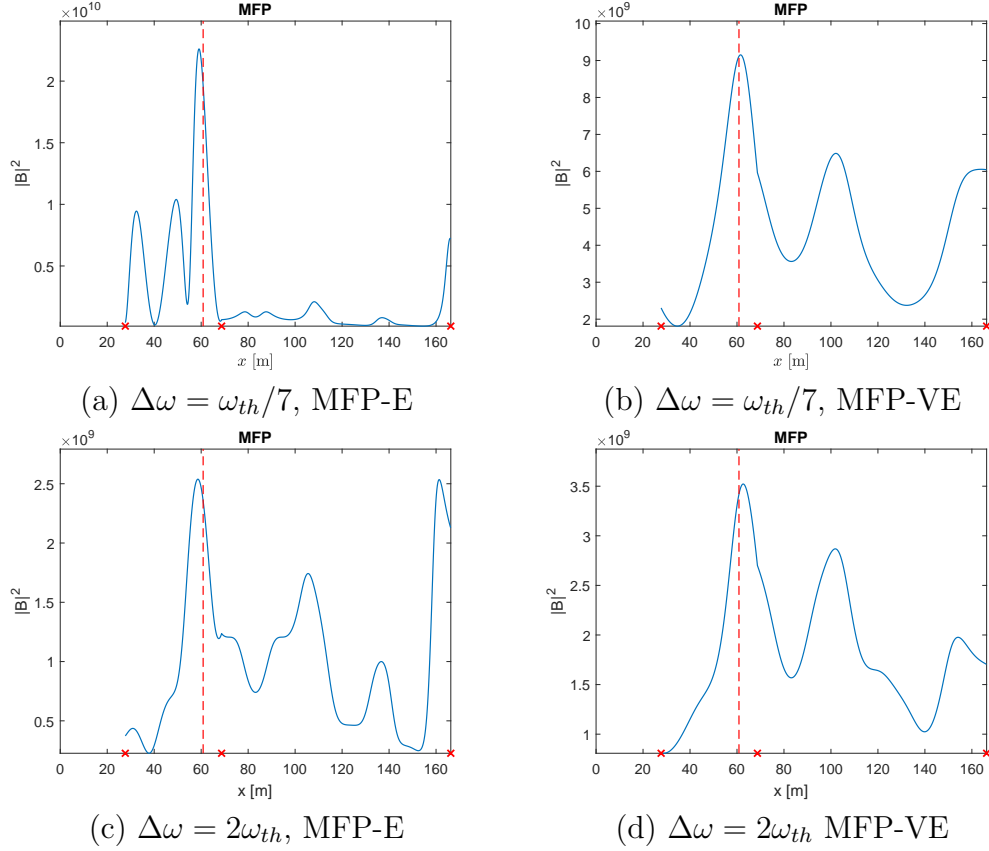 ×10^10
MFP
2
1.5
1
0.5
|B|^2
0 20 40 60 80 100 120 140 160
x [m]
(a) Δω = ω_th/7, MFP-E
×10^9
MFP
10
9
8
7
6
5
4
3
2
|B|^2
0 20 40 60 80 100 120 140 160
x [m]
(b) Δω = ω_th/7, MFP-VE
×10^9
MFP
2.5
2
1.5
1
0.5
|B|^2
0 20 40 60 80 100 120 140 160
x [m]
(c) Δω = 2ω_th, MFP-E
×10^9
MFP
3.5
3
2.5
2
1.5
1
|B|^2
0 20 40 60 80 100 120 140 160
x [m]
(d) Δω = 2ω_th MFP-VE